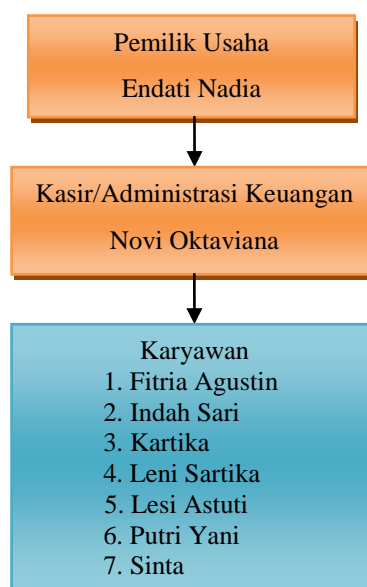 Pemilik Usaha
Endati Nadia
Kasir/Administrasi Keuangan
Novi Oktaviana
Karyawan
1. Fitria Agustin
2. Indah Sari
3. Kartika
4. Leni Sartika
5. Lesi Astuti
6. Putri Yani
7. Sinta